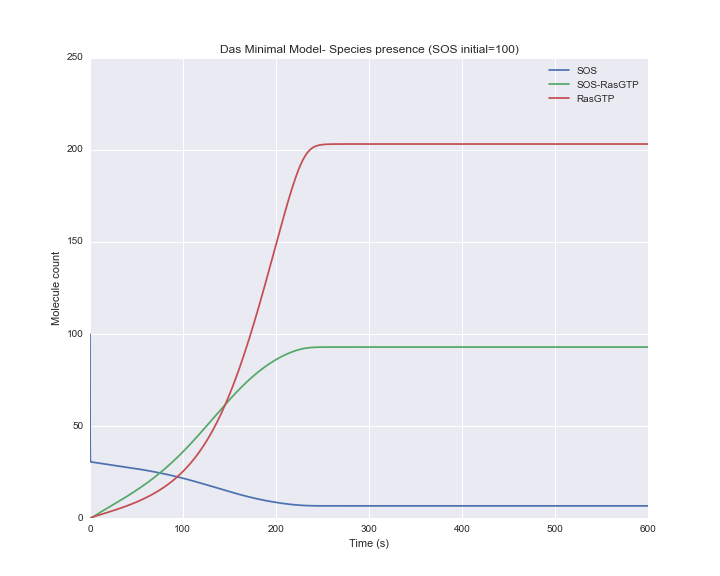 Das Minimal Model- Species presence (SOS initial=100)
250
SOS
SOS-RasGTP
RasGTP
200
150
Molecule count
100
50
0
0 100 200 300 400 500 600
Time (s)